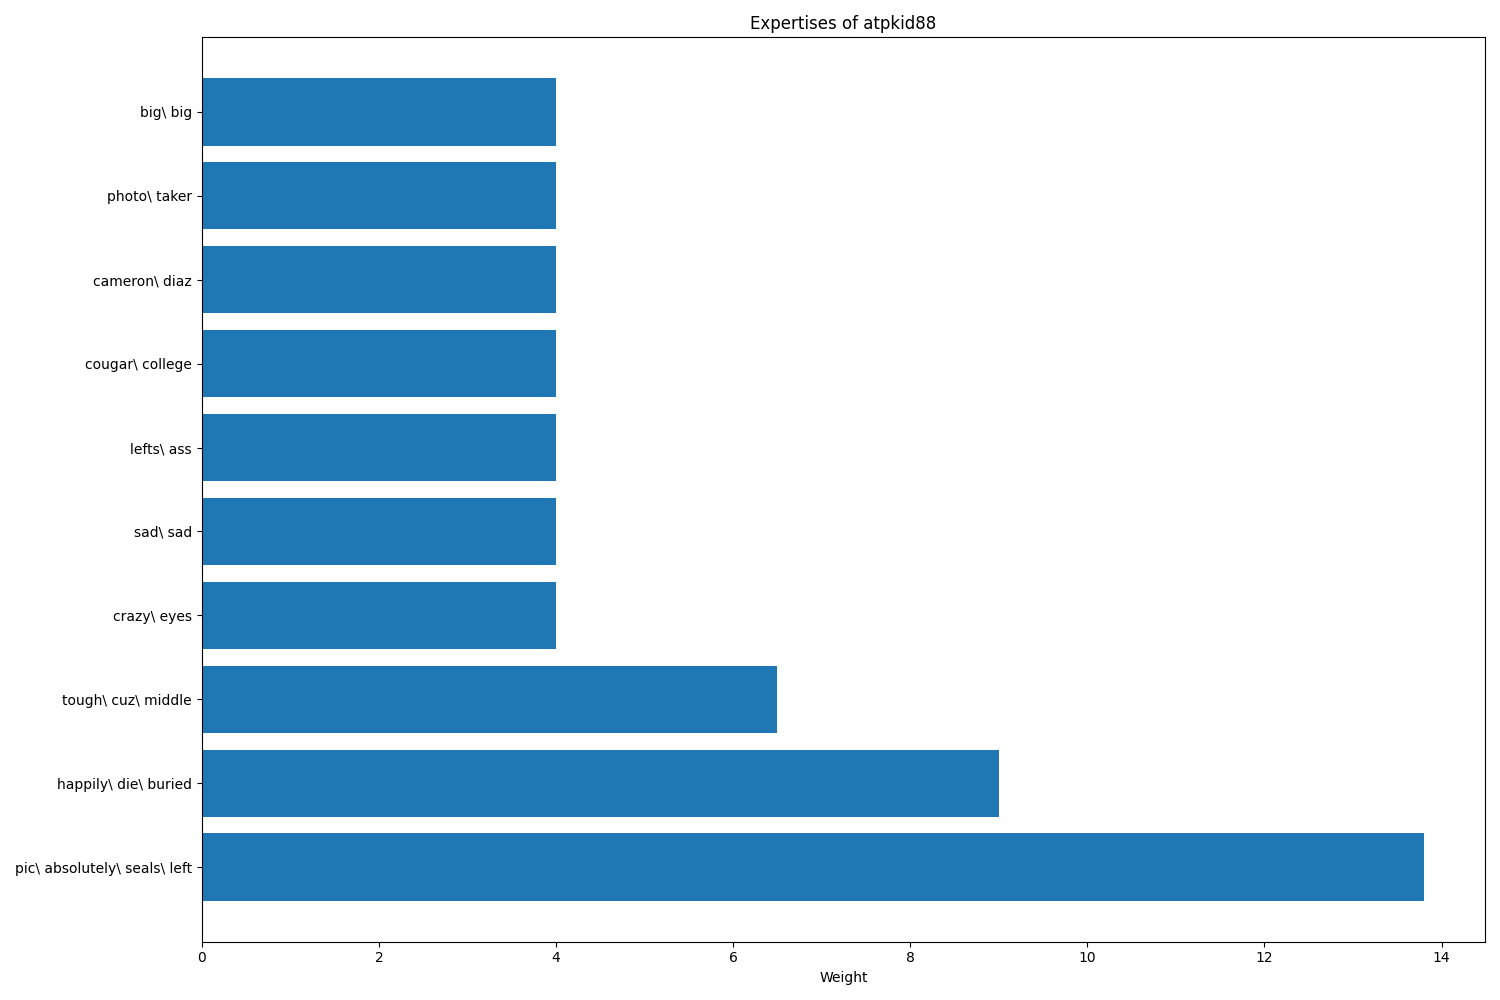 Expertises of atpkid88
big\ big
photo\ taker
cameron\ diaz
cougar\ college
lefts\ ass
sad\ sad
crazy\ eyes
tough\ cuz\ middle
happily\ die\ buried
pic\ absolutely\ seals\ left
0 2 4 6 8 10 12 14
Weight